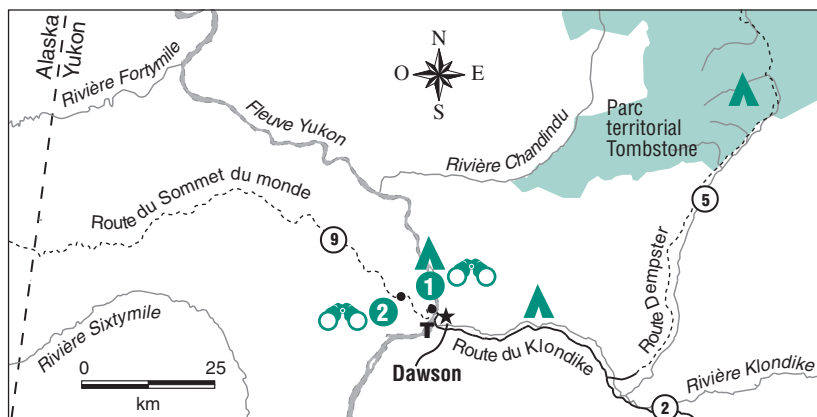 Alaska
Yukon
Rivière Fortymile
Fleuve Yukon
N
O
E
S
Rivière Chandindu
Parc
territorial
Tombstone
5
Route du Sommet du monde
9
Route Dempster
1
2
T
Dawson
Route du Klondike
Rivière Klondike
2
Rivière Sixtymile
0 25
km